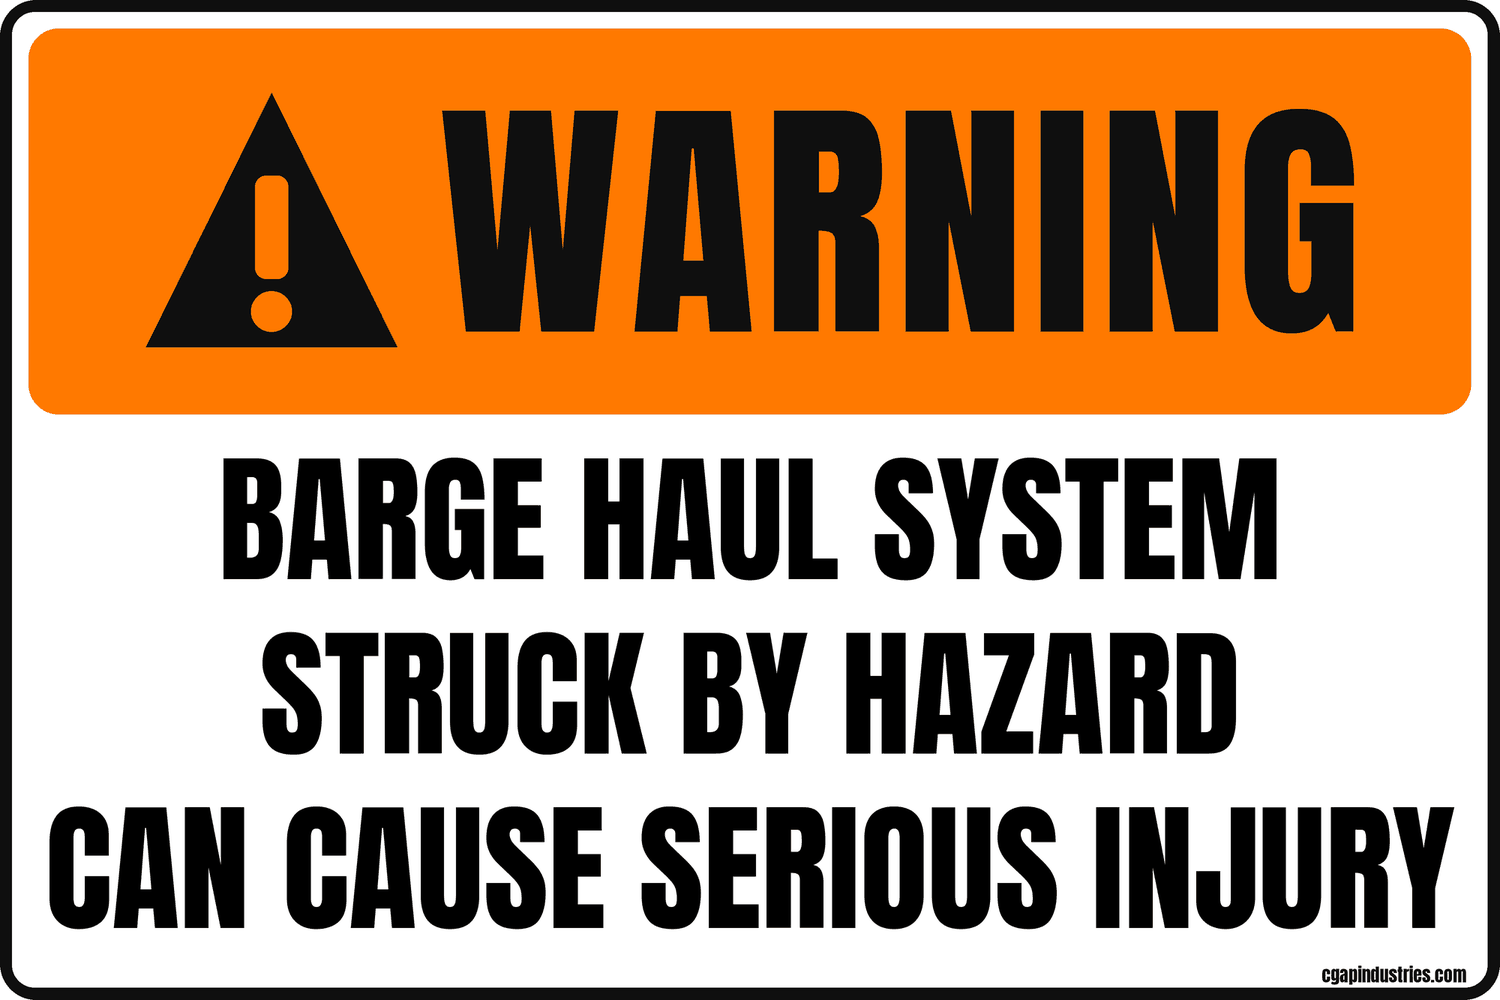 WARNING
BARGE HAUL SYSTEM
STRUCK BY HAZARD
CAN CAUSE SERIOUS INJURY
cgapindustries.com